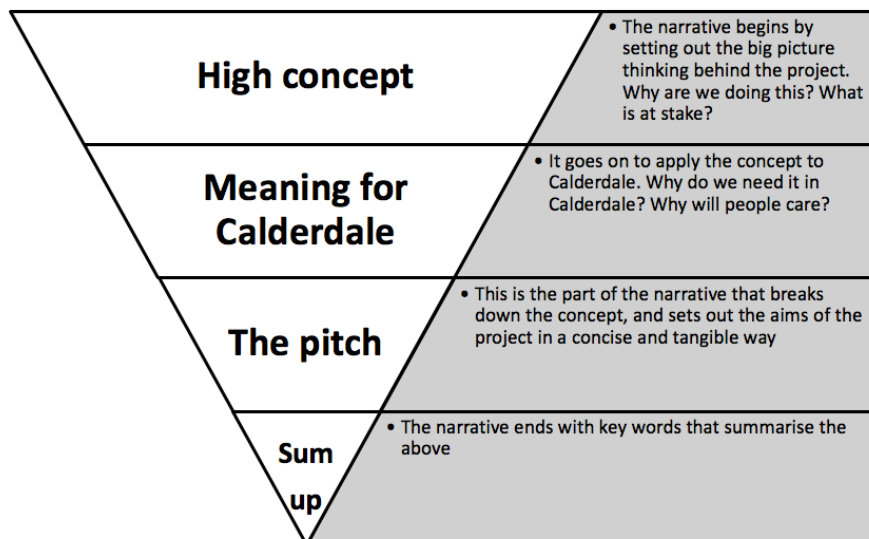 High concept
• The narrative begins by
setting out the big picture
thinking behind the project.
Why are we doing this? What
is at stake?
Meaning for
Calderdale
• It goes on to apply the concept to
Calderdale. Why do we need it in
Calderdale? Why will people care?
The pitch
• This is the part of the narrative that breaks
down the concept, and sets out the aims of the
project in a concise and tangible way
Sum
up
• The narrative ends with key words that summarise the
above